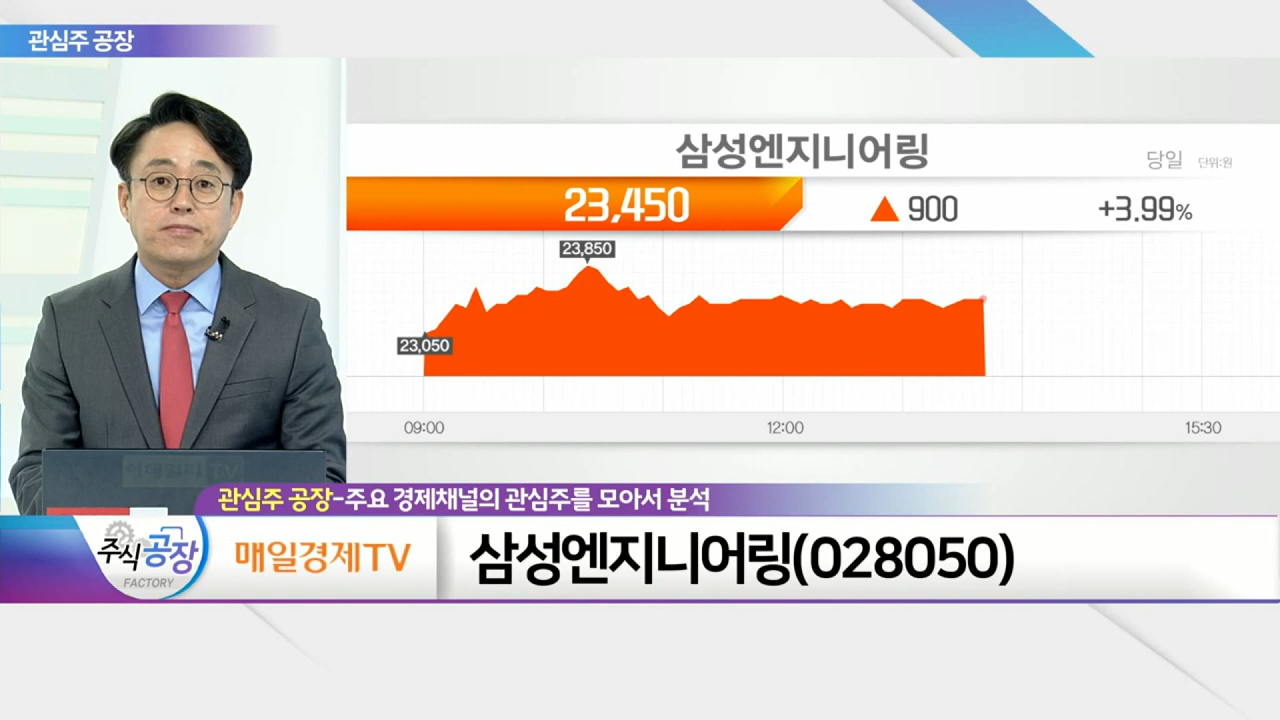 관심주 공장
삼성엔지니어링
당일 단위:원
23,450 ▲ 900 +3.99%
23,850
23,050
09:00 12:00 15:30
관심주 공장-주요 경제채널의 관심주를 모아서 분석
주식공장
FACTORY
매일경제TV
삼성엔지니어링(028050)